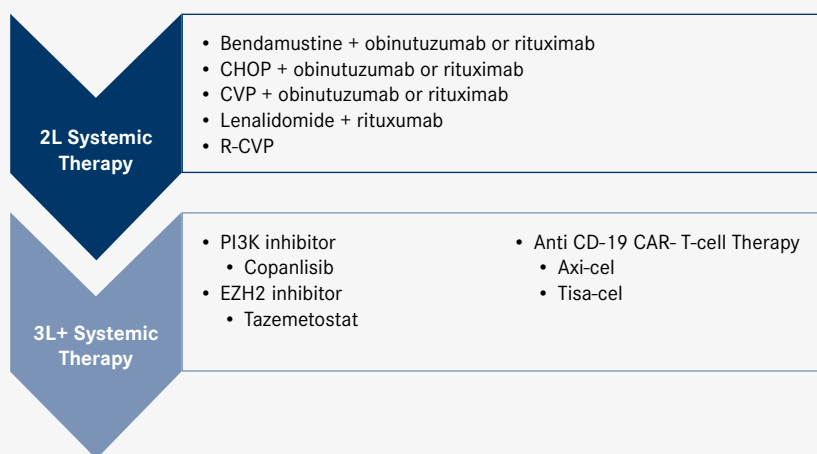 2L Systemic
Therapy
• Bendamustine + obinutuzumab or rituximab
• CHOP + obinutuzumab or rituximab
• CVP + obinutuzumab or rituximab
• Lenalidomide + rituxumab
• R-CVP
3L+ Systemic
Therapy
• PI3K inhibitor
• Copanlisib
• EZH2 inhibitor
• Tazemetostat
• Anti CD-19 CAR- T-cell Therapy
• Axi-cel
• Tisa-cel